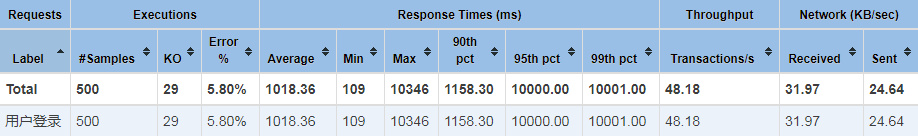 Requests Executions Response Times (ms) Throughput Network (KB/sec)
Label #Samples KO Error % Average Min Max 90th pct 95th pct 99th pct Transactions/s Received Sent
Total 500 29 5.80% 1018.36 109 10346 1158.30 10000.00 10001.00 48.18 31.97 24.64
用户登录 500 29 5.80% 1018.36 109 10346 1158.30 10000.00 10001.00 48.18 31.97 24.64